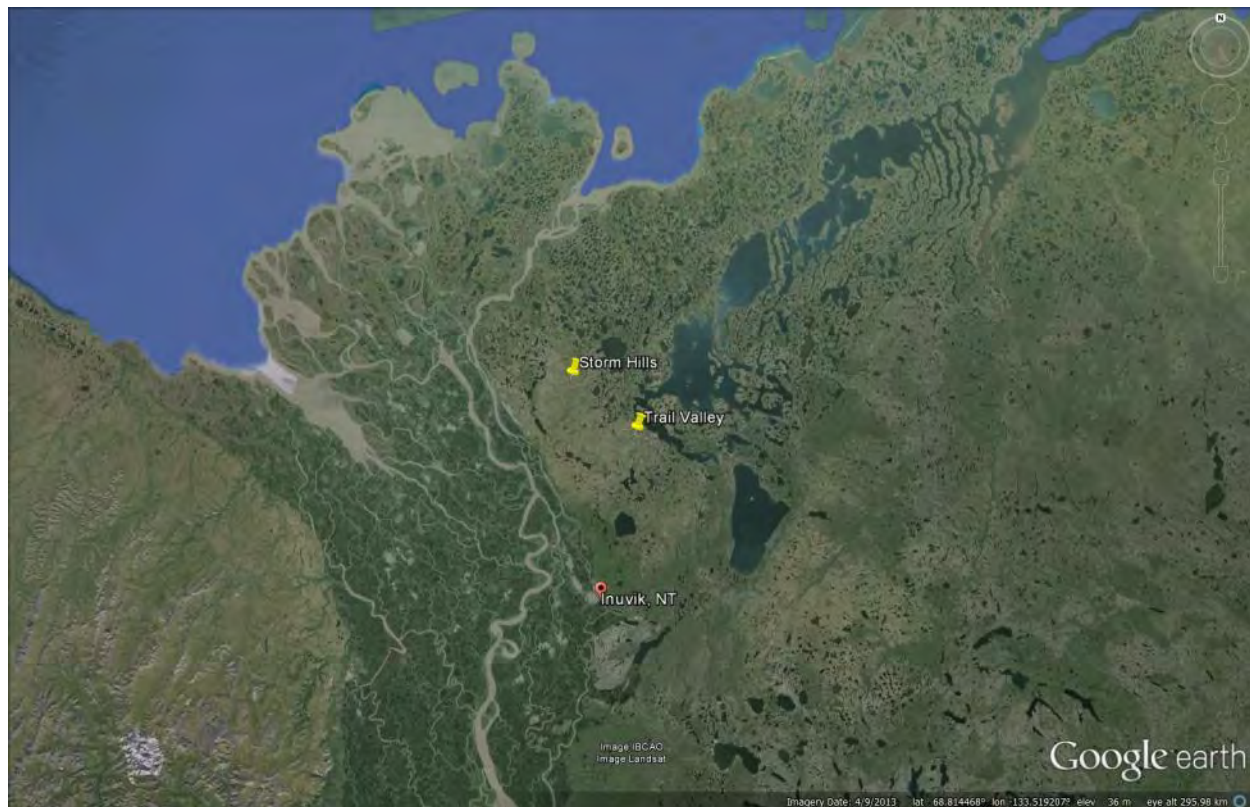 N
Storm Hills
Trail Valley
Inuvik, NT
Image IBCAO
Image Landsat
Google earth
Imagery Date: 4/9/2013 lat 68.814468° lon -133.519207° elev 36 m eye alt 295.98 km